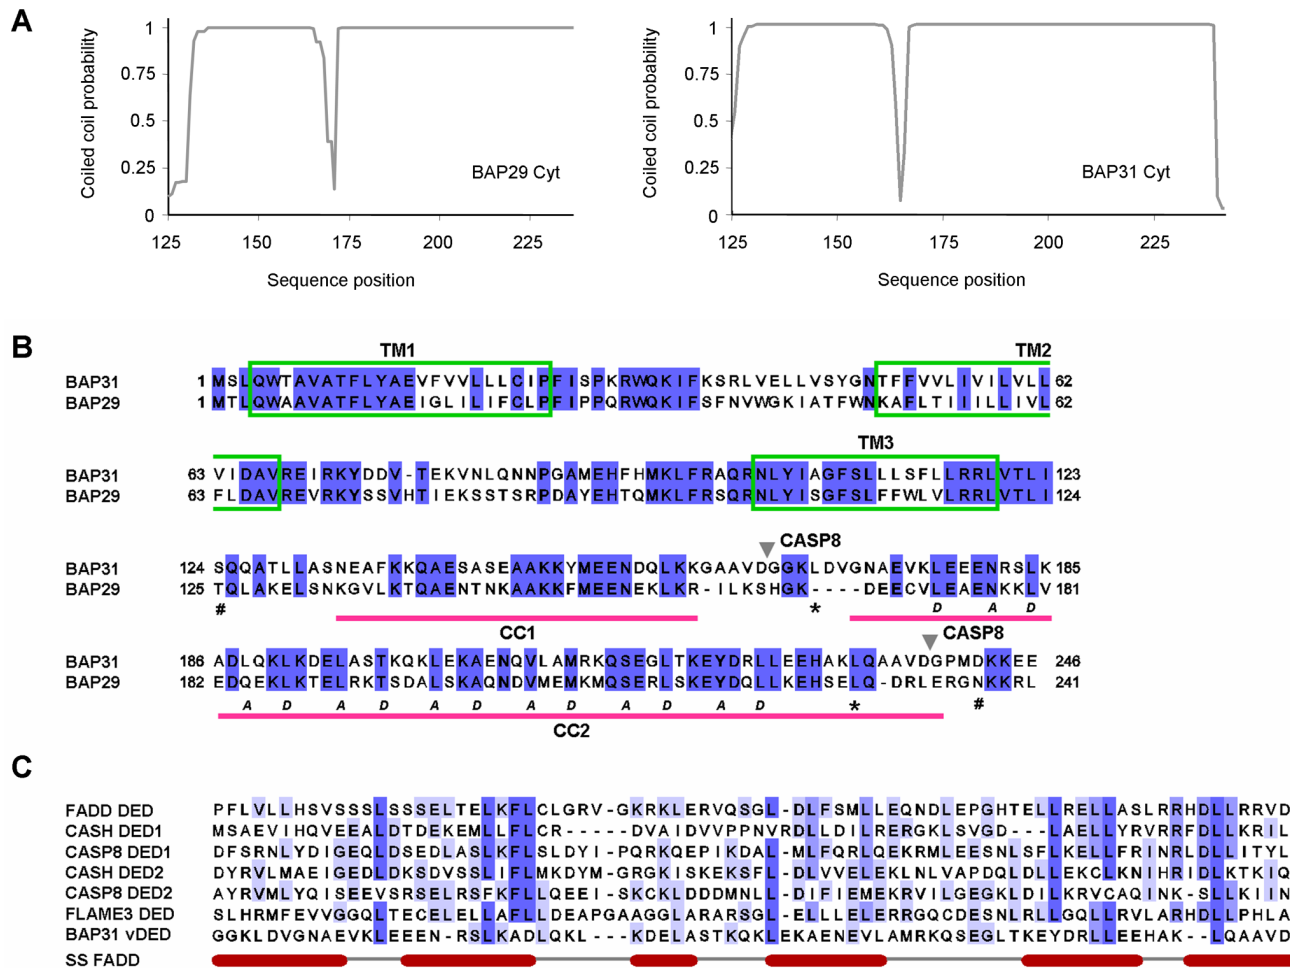 A
Coiled coil probability
1
0.75
0.5
0.25
0
BAP29 Cyt
125 150 175 200 225
Sequence position
Coiled coil probability
1
0.75
0.5
0.25
0
BAP31 Cyt
125 150 175 200 225
Sequence position
B
TM1 TM2
BAP31 1 MSLQWTAVATFLYAEVFVVLLLCIPFISPKRWQKIFKSRLVELLVSYGNTFFVVLIVILVLL 62
BAP29 1 MTLQWAAVATFLYAEIGLILIFCLPFIPPQRWQKIFSFNVWGKIATFWNKAFLTIIILLIVL 62
TM3
BAP31 63 VIDAVREIRKYDDV-TEKVNLQNNPGAMEHFHMKLFRAQRNLYIAGFSLLLSFLLRRLVTLI 123
BAP29 63 FLDAVREVRKYSSVHTIEKSSTSRPDAYEHTQMKLFRSQRNLYISGFSLFFWLVLRRLVTLI 124
CASP8
BAP31 124 SQQATLLASNEAFKKQAESASEAAKKYMEENDQLKKGAAVDGGKLDVGNAEVKLEEENRSLK 185
BAP29 125 TQLAKELSNKGVLKTQAENTNKAAKKFMEENEKLKR-ILKSHGK----DEECVLEAENKKLV 181
# * D A D
CC1 CASP8
BAP31 186 ADLQKLKDELASTKQKLEKAENQVLAMRKQSEGLTKEYDRLLEEHAKLQAAVDGPMDKKEE 246
BAP29 182 EDQEKLKTELRKTSDALSKAQNDVMEMKMQSERLSKEYDQLLKEHSELQ-DRLERGNKKRL 241
A D A D A D A D A D A D * #
CC2
C
FADD DED PFLVLLHSVSSSLSSSELTELKFLCLGRV-GKRKLERVQSGL-DLFSMLLEQNDLEPGHTELLRELLASLRRHDLLRRVD
CASH DED1 MSAEVIHQVEEALDTDEKEMLLFLCR-----DVAIDVVPPNVRDLLDILRERGKLSVGD---LAELLYRVRRFDLLKRIL
CASP8 DED1 DFSRNLYDIGEQLDSEDLASLKFLSLDYI-PQRKQEPIKDAL-MLFQRLQEKRMLEESNLSFLKELLFRINRLDLLITYL
CASH DED2 DYRVLMAEIGEDLDKSDVSSLIFLMKDYM-GRGKISKEKSFL-DLVVELEKLNLVAPDQLDLLEKCLKNIHRIDLKTKIQ
CASP8 DED2 AYRVMLYQISEEVSRSELRSFKFLLQEEI-SKCKLDDDMNLL-DIFIEMEKRVILGEGKLDILKRVCAQINK-SLLKIIN
FLAME3 DED SLHRMFEVVGGQLTECELELLAFLLDEAPGAAGGLARARSGL-ELLLELERRGQCDESNLRLLGQLLRVLARHDLLPHLA
BAP31 vDED GGKLDVGNAEVKLEEEN-RSLKADLQKL---KDELASTKQKLEKAENEVLAMRKQSEGLTKEYDRLLEEHAK--LQAAVD
SS FADD